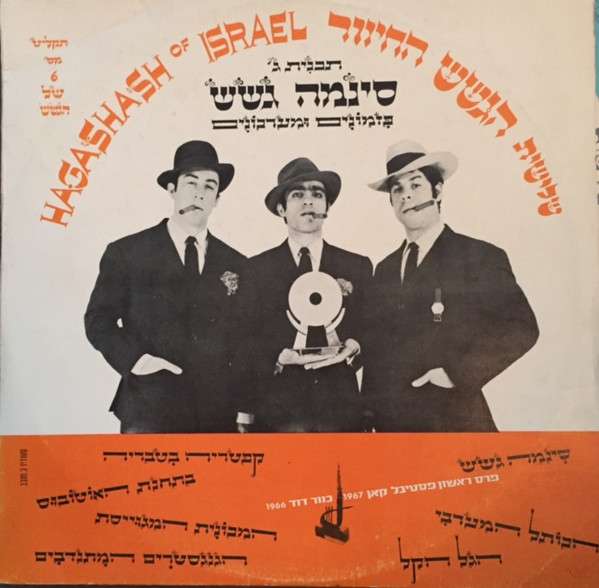 HAGASHASH OF ISRAEL
שלישית הגשש החיוור
תקליט
מס
6
של
הגשש
תכנית ג'
סינמה גשש
פזמונים ומערכונים
סינמה גשש
פרס ראשון פסטיבל קאן 1967
כנור דוד 1966
הכותל המערבי
הגל הקל
קפטריה בטבריה
בתחנת האוטובוס
המכונית המגוייסת
הגנגסטרים המתנדבים